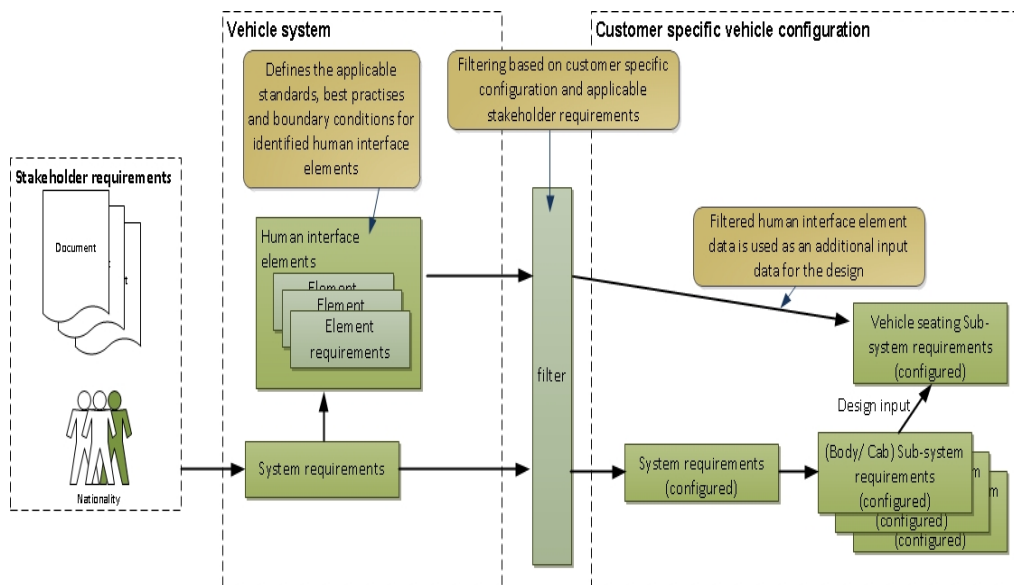 Vehicle system
Customer specific vehicle configuration
Defines the applicable
standards, best practises
and boundary conditions for
identified human interface
elements
Filtering based on customer specific
configuration and applicable
stakeholder requirements
Stakeholder requirements
Document
t
Nationality
Human interface
elements
Element
Element
Element
requirements
System requirements
filter
Filtered human interface element
data is used as an additional input
data for the design
Vehicle seating Sub-
system requirements
(configured)
Design input
System requirements
(configured)
(Body/ Cab) Sub-system
requirements
(configured)
m
(configured)
m
(configured)